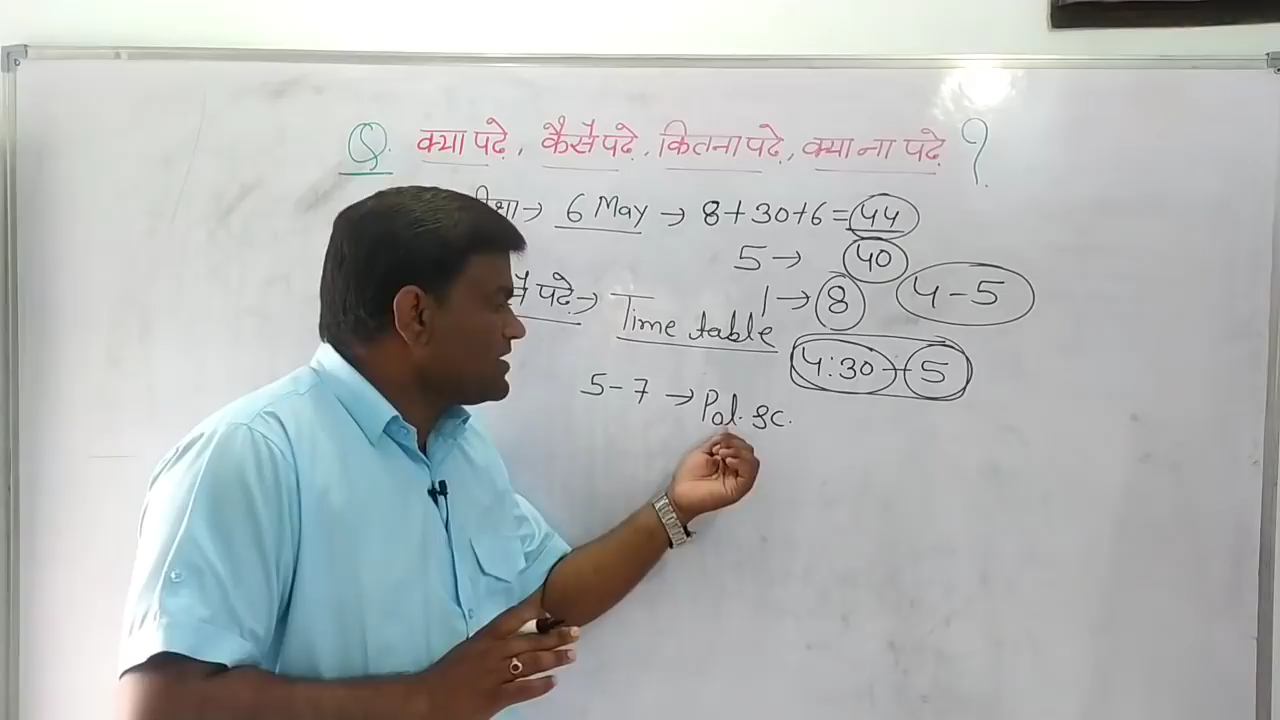 Q. क्या पढे, कैसे पढे, कितना पढे, क्या ना पढे ?
→ 6 May → 8+30+6=44
5 → 40
पढे → Time table
1 → 8
4-5
4:30-5
5-7 → Pol. Sc.